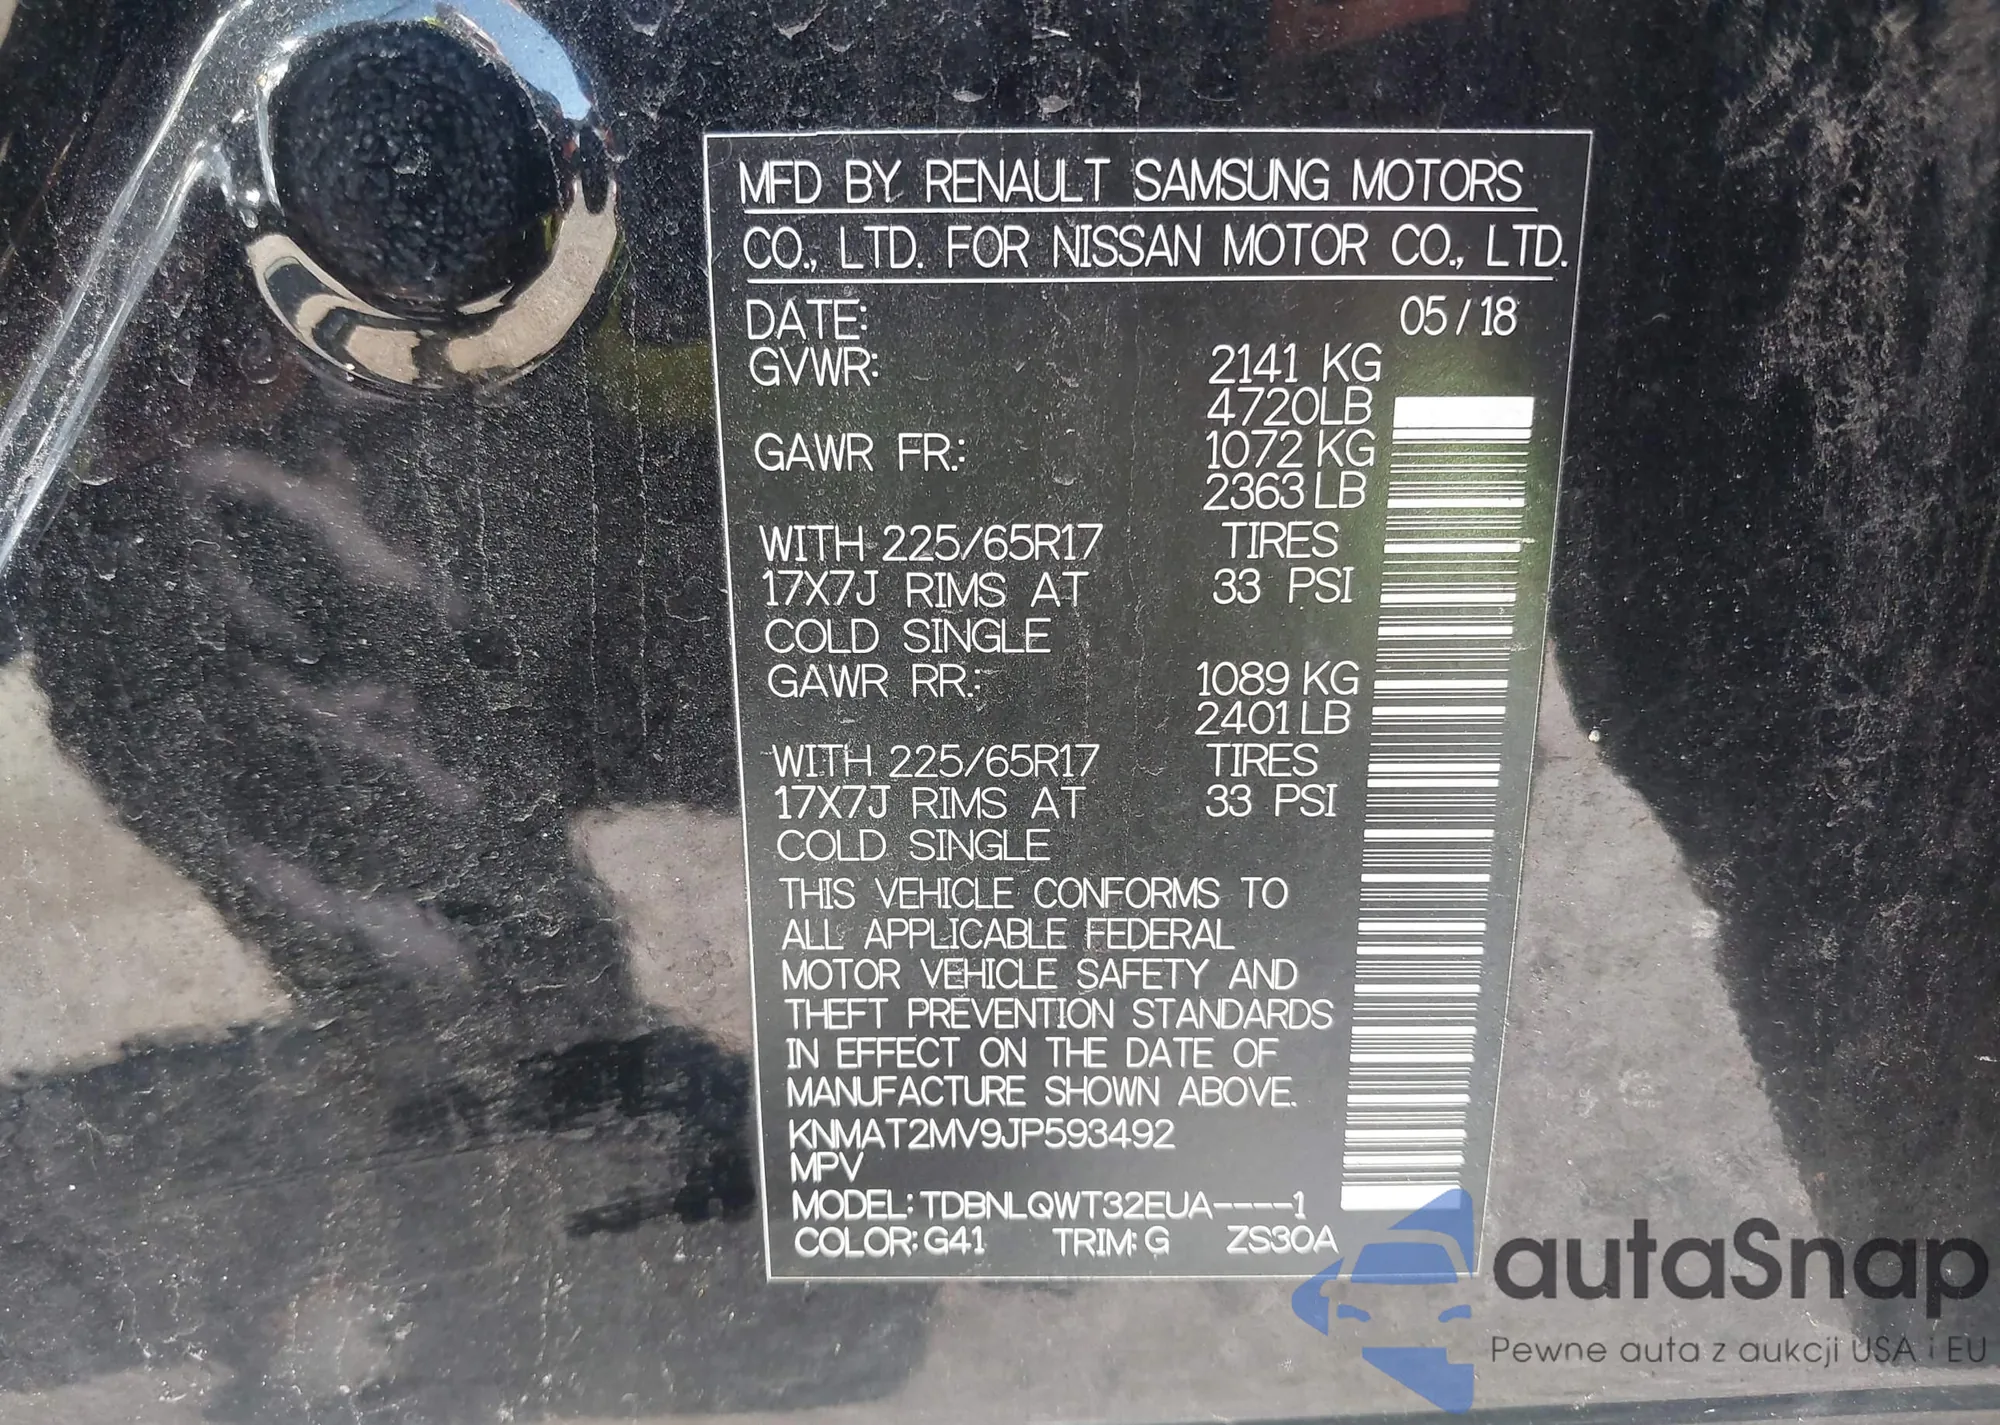 MFD BY RENAULT SAMSUNG MOTORS
CO., LTD. FOR NISSAN MOTOR CO., LTD.
DATE: 05 / 18
GVWR: 2141 KG
4720LB
GAWR FR.: 1072 KG
2363 LB
WITH 225/65R17 TIRES
17X7J RIMS AT 33 PSI
COLD SINGLE
GAWR RR.: 1089 KG
2401 LB
WITH 225/65R17 TIRES
17X7J RIMS AT 33 PSI
COLD SINGLE
THIS VEHICLE CONFORMS TO
ALL APPLICABLE FEDERAL
MOTOR VEHICLE SAFETY AND
THEFT PREVENTION STANDARDS
IN EFFECT ON THE DATE OF
MANUFACTURE SHOWN ABOVE.
KNMAT2MV9JP593492
MPV
MODEL: TDBNLQWT32EUA----1
COLOR: G41 TRIM: G ZS30A
autaSnap
Pewne auta z aukcji USA i EU